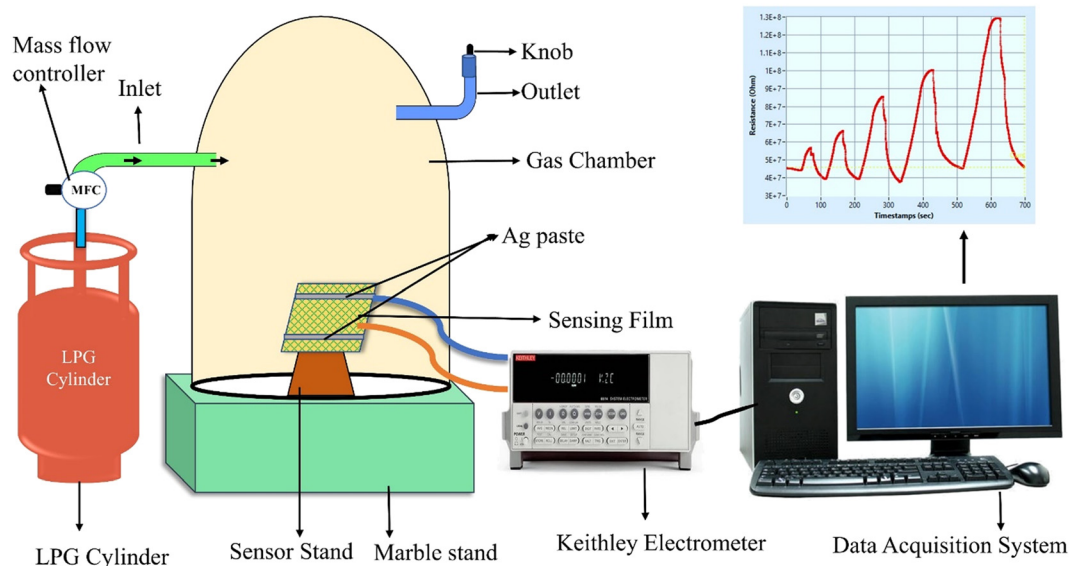 Mass flow
controller
Inlet
MFC
LPG
Cylinder
LPG Cylinder
Knob
Outlet
Gas Chamber
Ag paste
Sensing Film
Sensor Stand
Marble stand
KEITHLEY
Keithley Electrometer
Data Acquisition System
Resistance (Ohm)
1.3E+8
1.2E+8
1E+8
9E+7
8E+7
7E+7
6E+7
5E+7
4E+7
3E+7
0
100
200
300
400
500
600
700
Timestamps (sec)